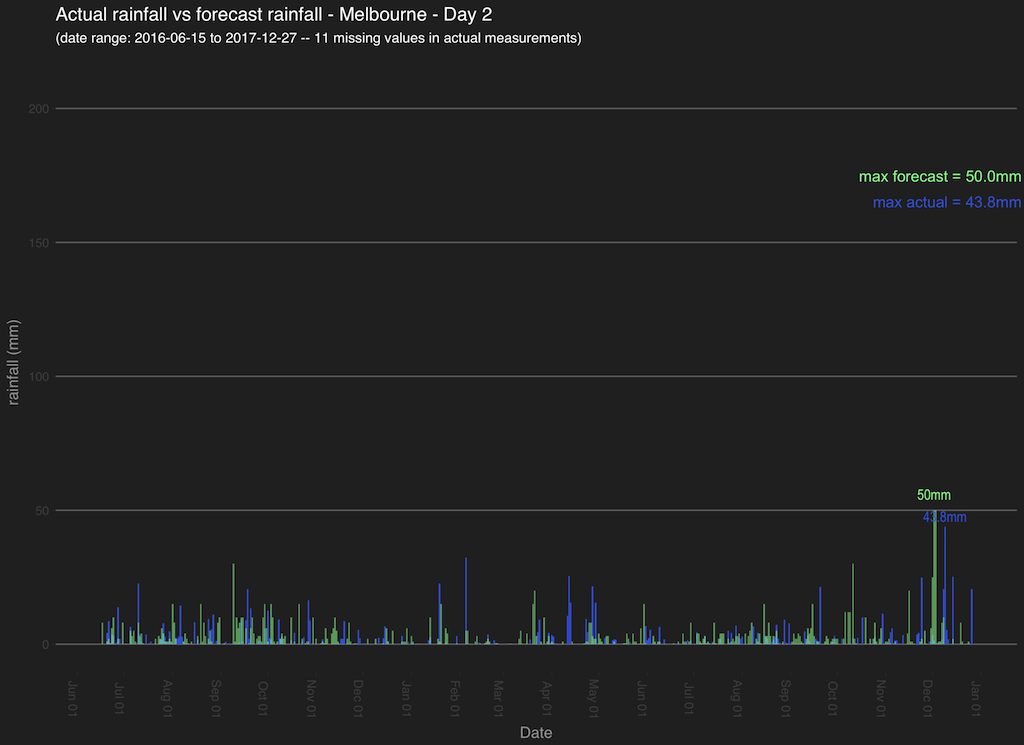 Actual rainfall vs forecast rainfall - Melbourne - Day 2
(date range: 2016-06-15 to 2017-12-27 -- 11 missing values in actual measurements)
200
max forecast = 50.0mm
max actual = 43.8mm
150
rainfall (mm)
100
50mm
50
43.8mm
0
Jun 01
Jul 01
Aug 01
Sep 01
Oct 01
Nov 01
Dec 01
Jan 01
Feb 01
Mar 01
Apr 01
May 01
Jun 01
Jul 01
Aug 01
Sep 01
Oct 01
Nov 01
Dec 01
Jan 01
Date